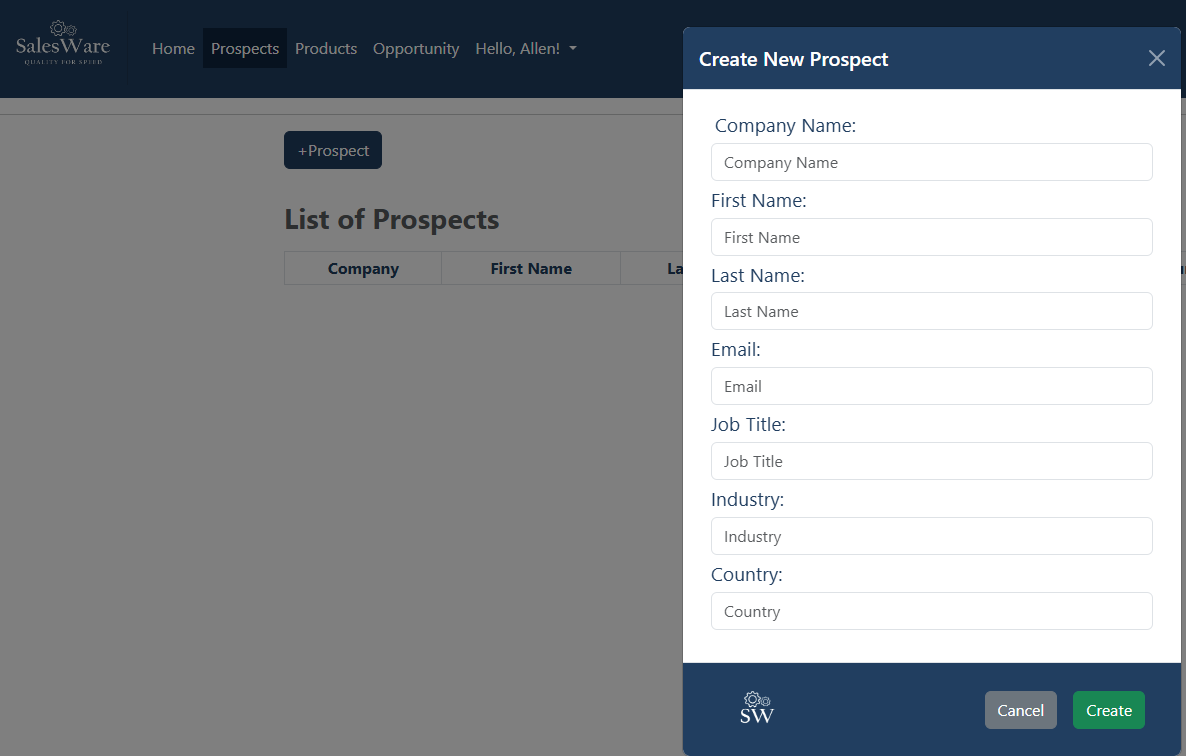 SalesWare
QUALITY FOR SPEED
Home Prospects Products Opportunity Hello, Allen!
+Prospect
List of Prospects
Company First Name La
Create New Prospect
Company Name:
Company Name
First Name:
First Name
Last Name:
Last Name
Email:
Email
Job Title:
Job Title
Industry:
Industry
Country:
Country
SW
Cancel Create